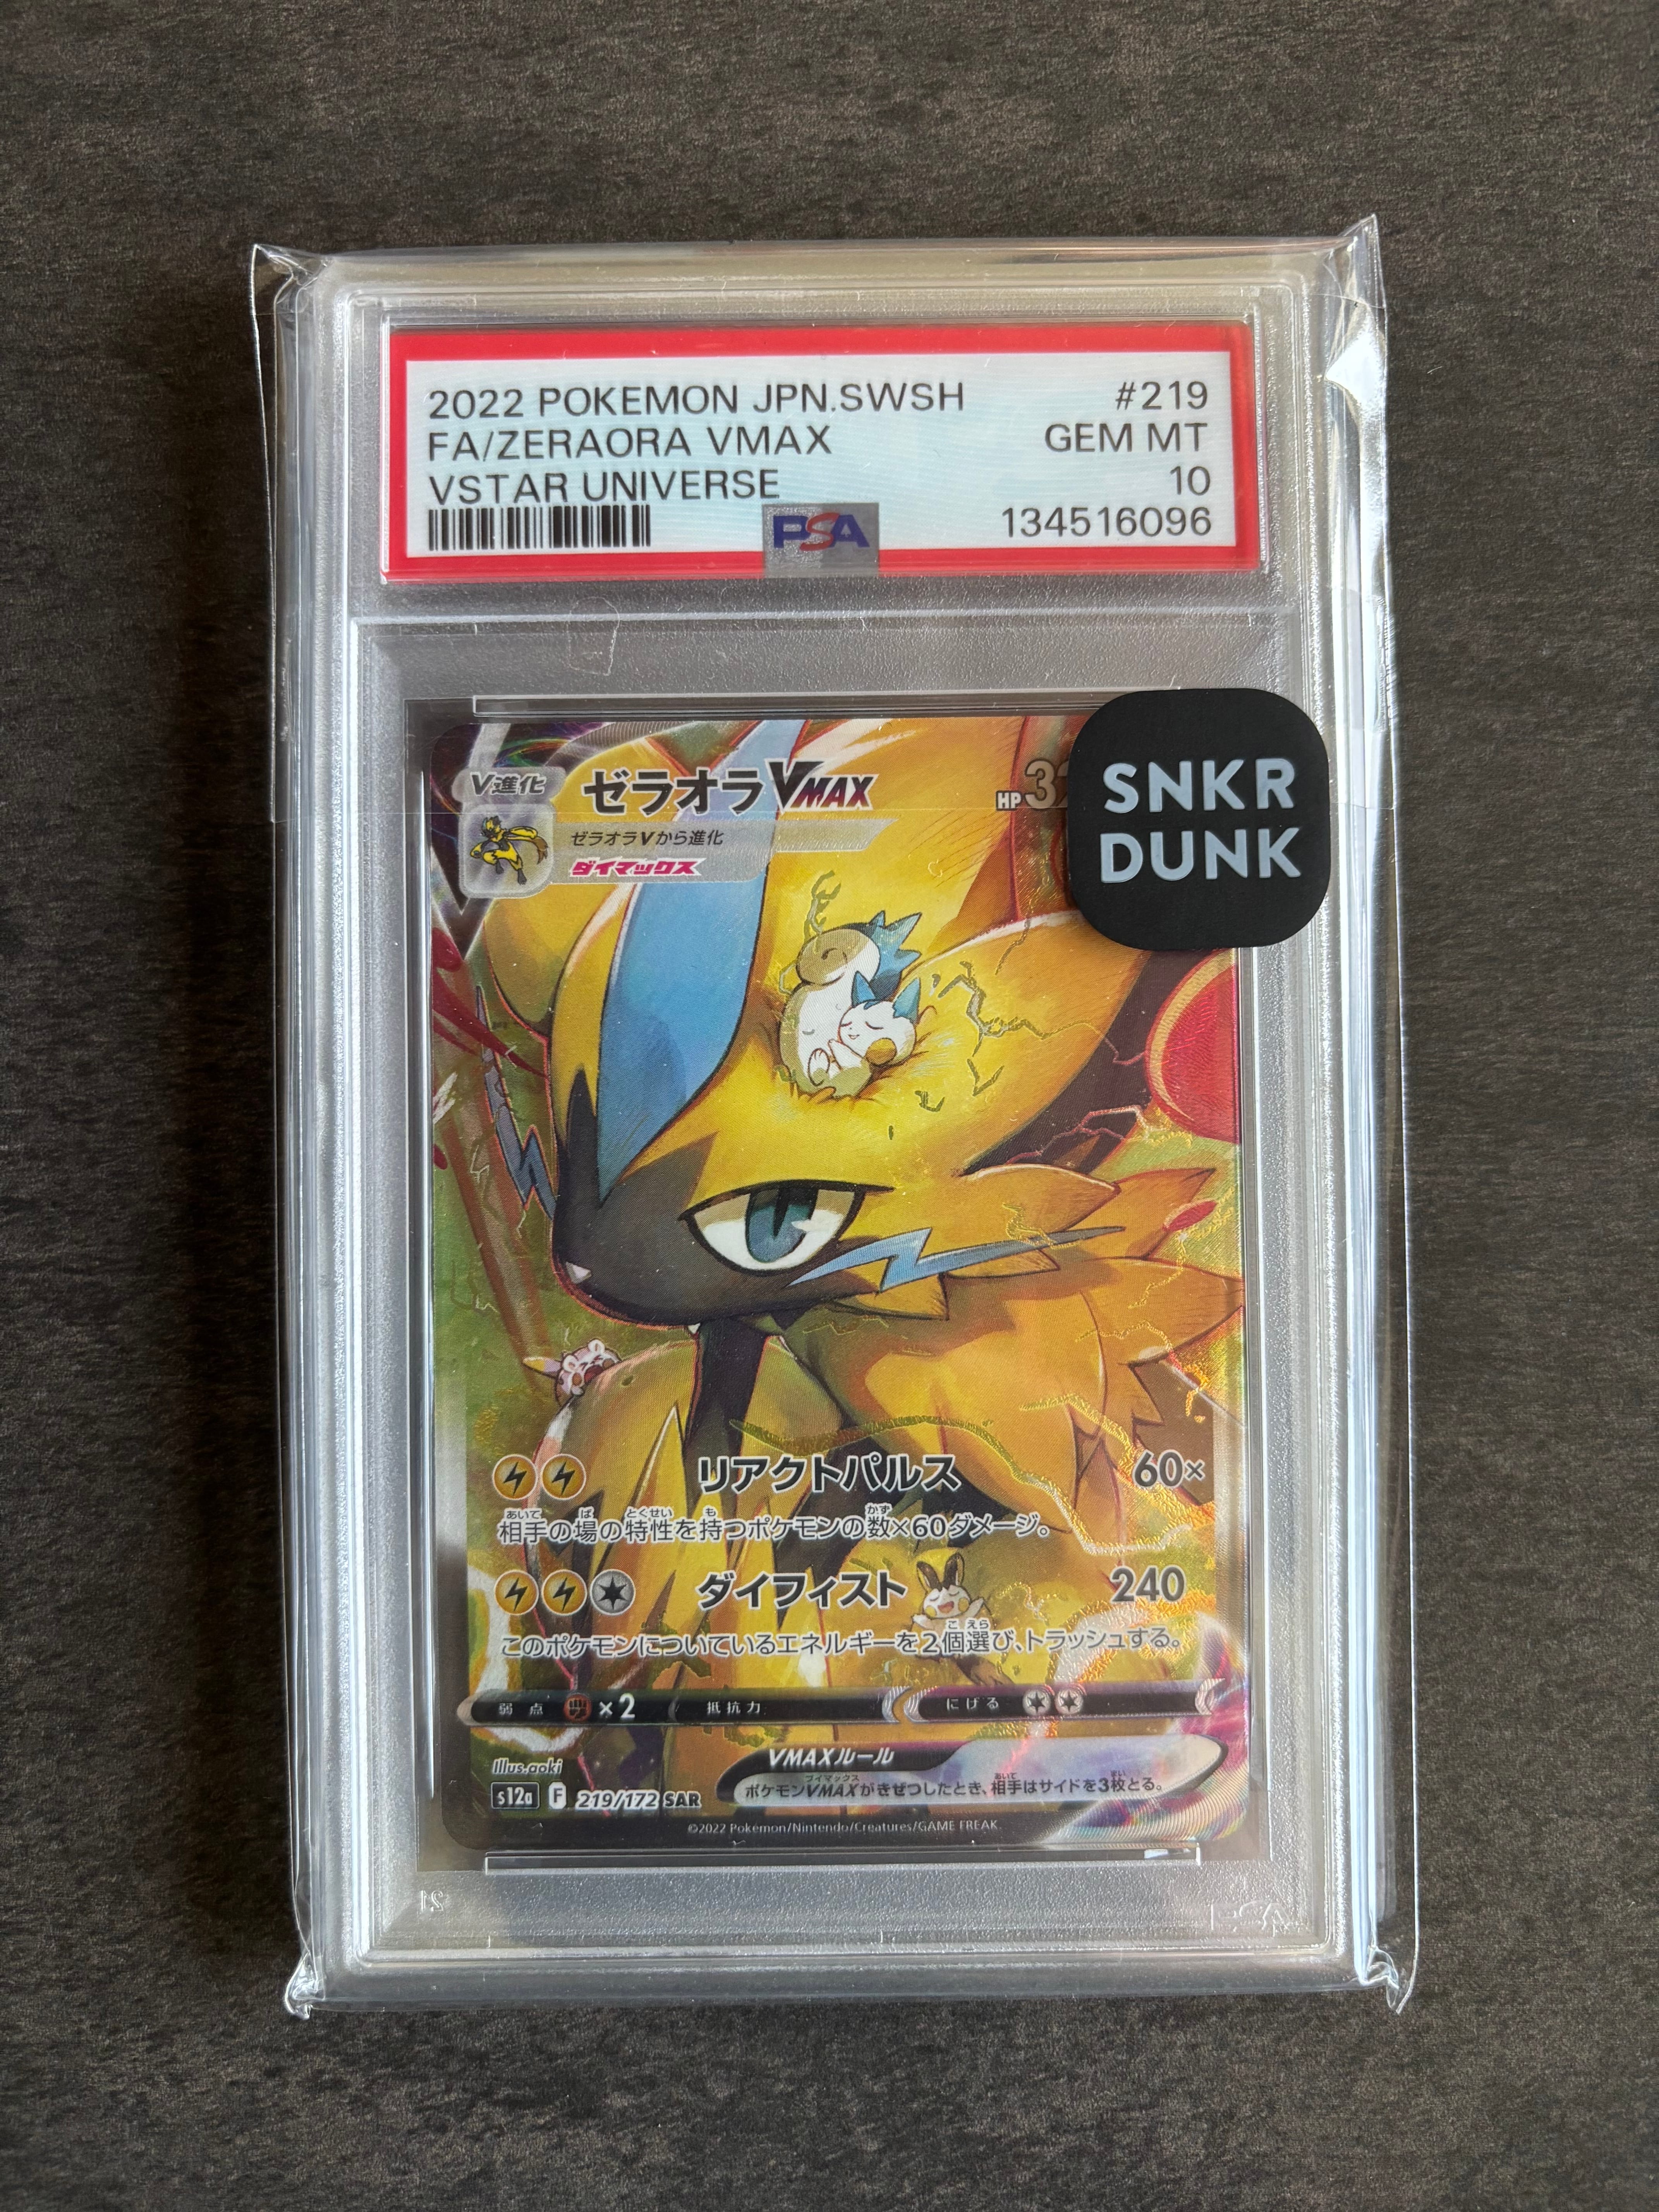 2022 POKEMON JPN.SWSH #219
FA/ZERAORA VMAX GEM MT
VSTAR UNIVERSE 10
PSA 134516096
SNKR
DUNK
V進化 ゼラオラVMAX HP 3
ゼラオラVから進化
ダイマックス
リアクトパルス 60×
相手の場の特性を持つポケモンの数×60ダメージ。
ダイフィスト 240
このポケモンについているエネルギーを2個選び、トラッシュする。
弱点 ×2 抵抗力 にげる
VMAXルール
ポケモンVMAXがきぜつしたとき、相手はサイドを3枚とる。
Illus.aoki
s12a F 219/172 SAR
©2022 Pokémon/Nintendo/Creatures/GAME FREAK.